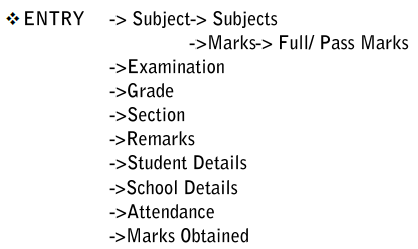 ❖ ENTRY -> Subject-> Subjects
->Marks-> Full/ Pass Marks
->Examination
->Grade
->Section
->Remarks
->Student Details
->School Details
->Attendance
->Marks Obtained